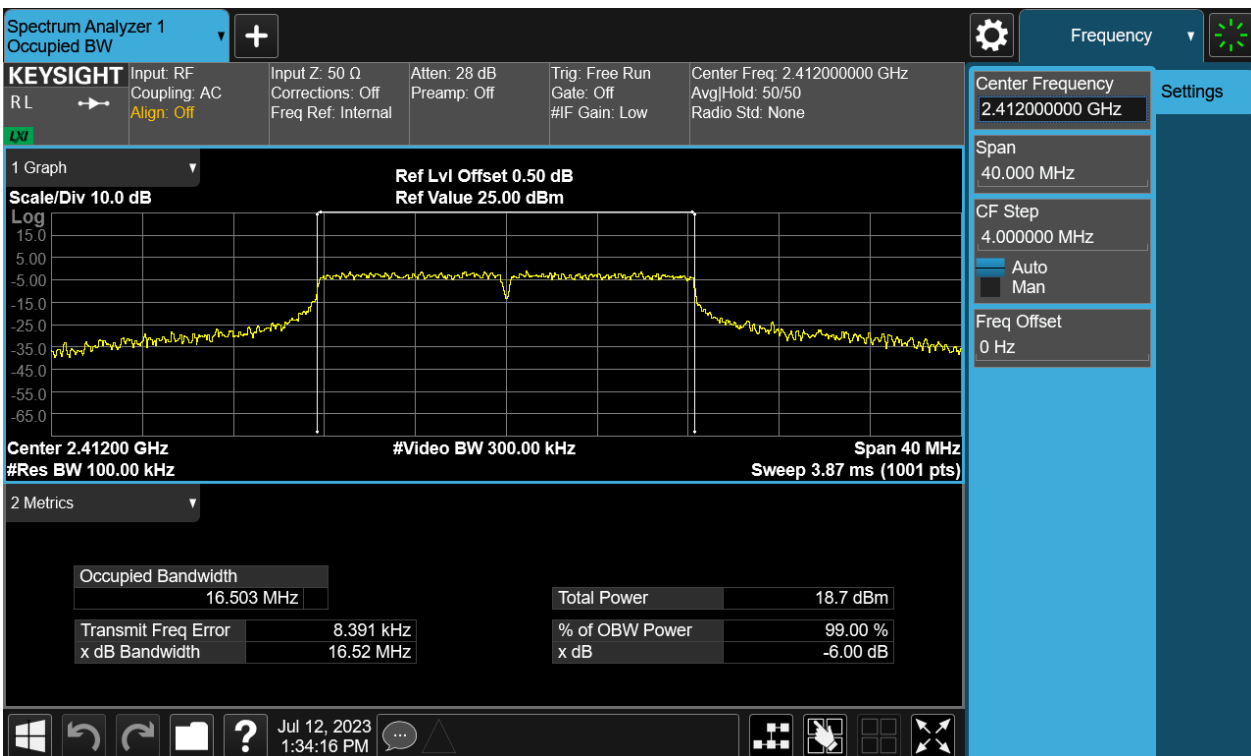 Spectrum Analyzer 1
Occupied BW
Frequency
KEYSIGHT
R L
LXI
Input: RF
Coupling: AC
Align: Off
Input Z: 50 Ω
Corrections: Off
Freq Ref: Internal
Atten: 28 dB
Preamp: Off
Trig: Free Run
Gate: Off
#IF Gain: Low
Center Freq: 2.412000000 GHz
Avg|Hold: 50/50
Radio Std: None
Center Frequency
2.412000000 GHz
Settings
Span
40.000 MHz
CF Step
4.000000 MHz
Auto
Man
Freq Offset
0 Hz
1 Graph
Scale/Div 10.0 dB
Ref Lvl Offset 0.50 dB
Ref Value 25.00 dBm
Log
15.0
5.00
-5.00
-15.0
-25.0
-35.0
-45.0
-55.0
-65.0
Center 2.41200 GHz
#Video BW 300.00 kHz
Span 40 MHz
#Res BW 100.00 kHz
Sweep 3.87 ms (1001 pts)
2 Metrics
Occupied Bandwidth
16.503 MHz
Total Power 18.7 dBm
Transmit Freq Error 8.391 kHz
% of OBW Power 99.00 %
x dB Bandwidth 16.52 MHz
x dB -6.00 dB
?
Jul 12, 2023
1:34:16 PM